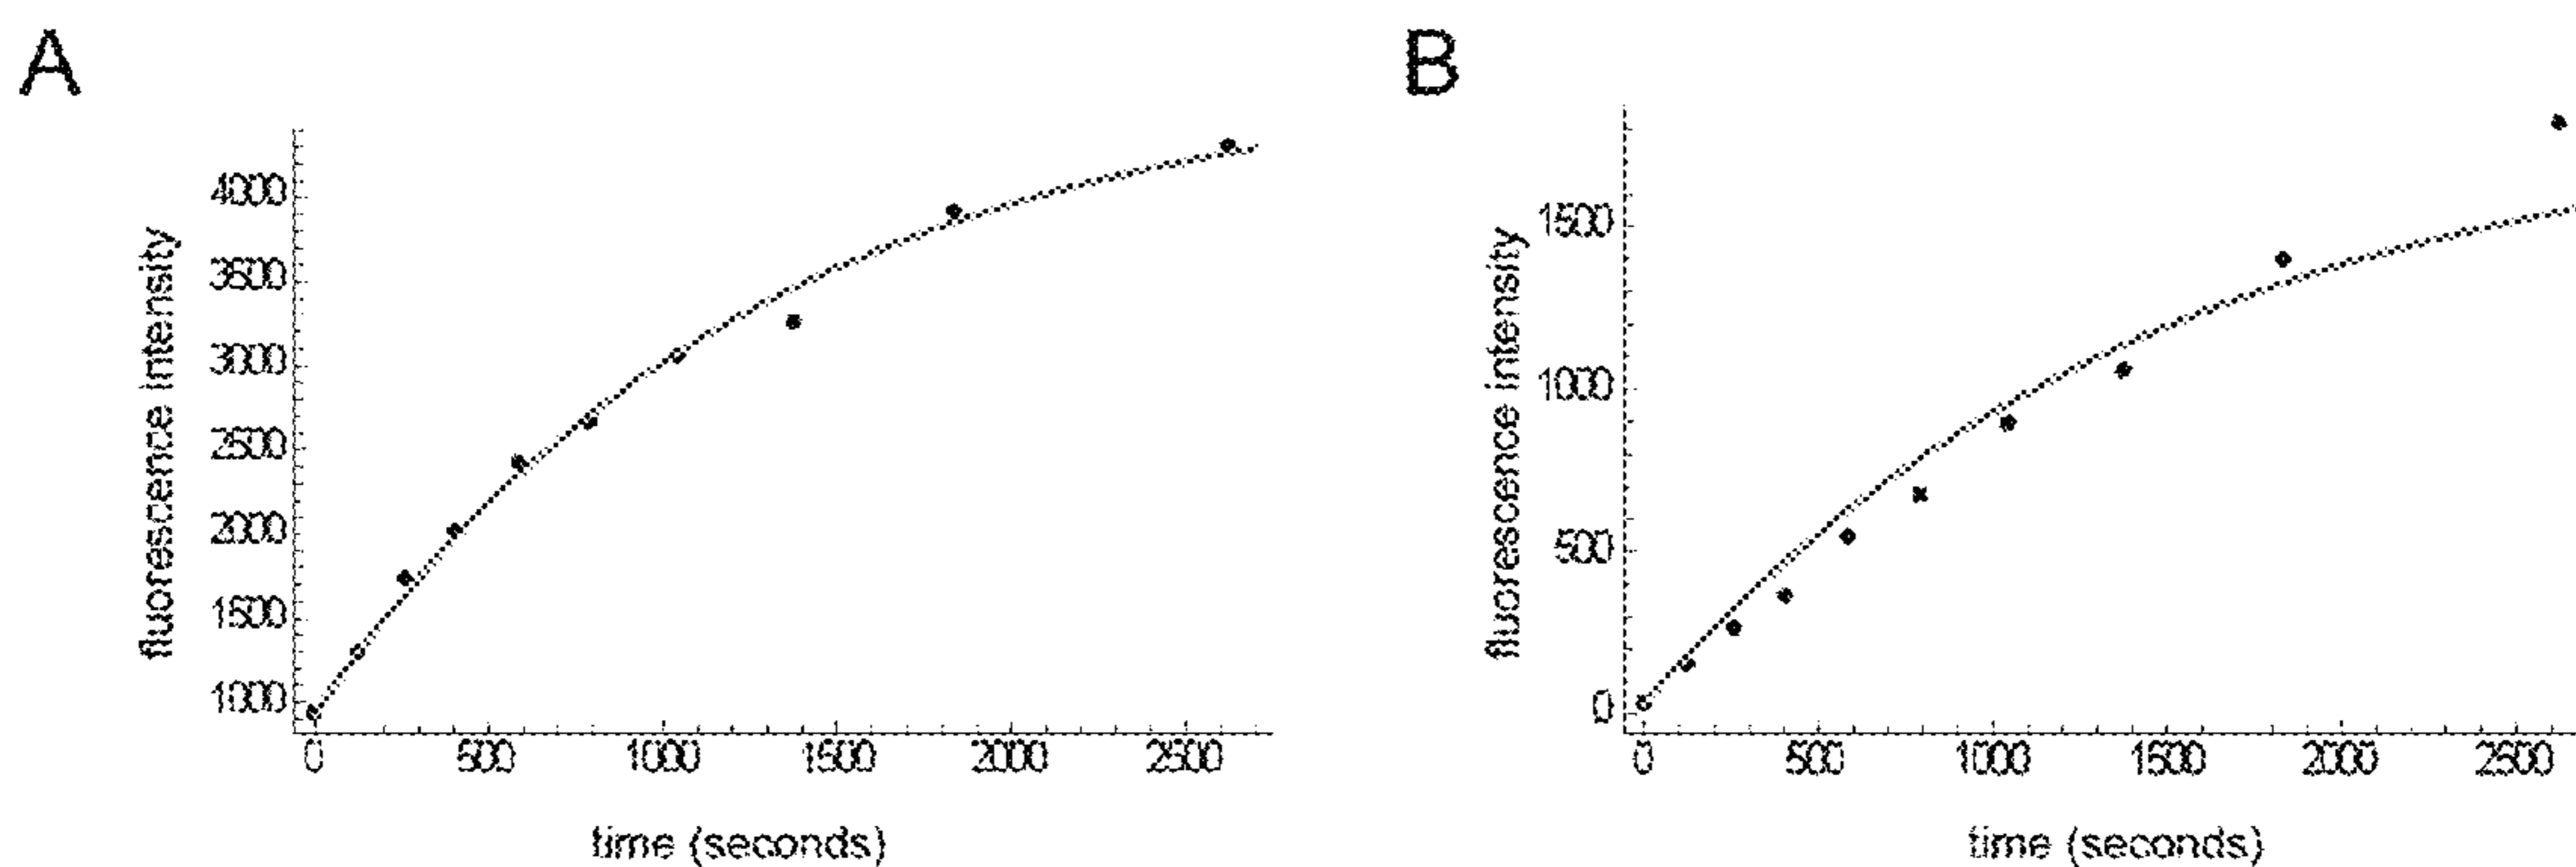 A
B
fluorescence intensity
4000
3500
3000
2500
2000
1500
1000
0 500 1000 1500 2000 2500
time (seconds)
fluorescence intensity
1500
1000
500
0
0 500 1000 1500 2000 2500
time (seconds)